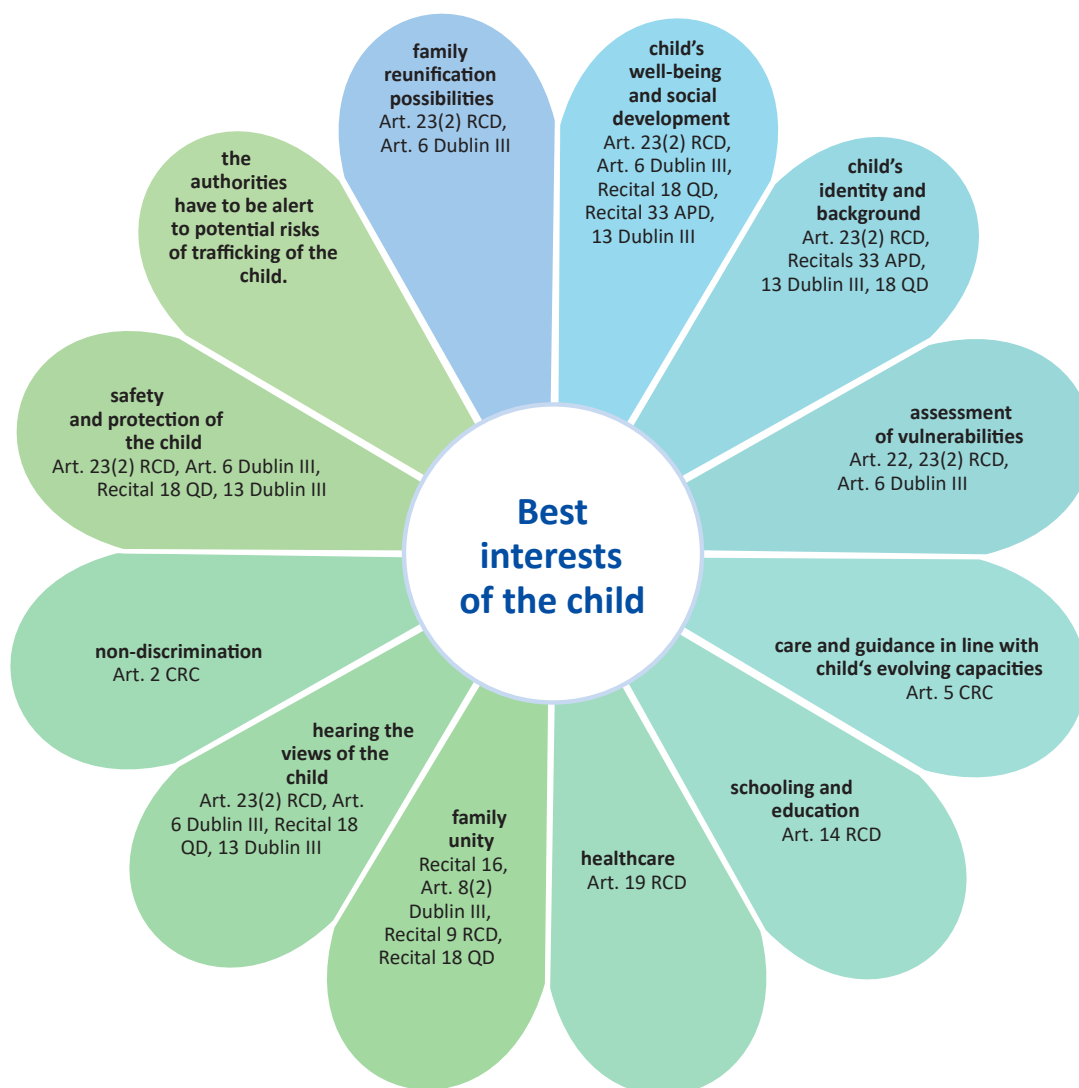 family
reunification
possibilities
Art. 23(2) RCD,
Art. 6 Dublin III
child's
well-being
and social
development
Art. 23(2) RCD,
Art. 6 Dublin III,
Recital 18 QD,
Recital 33 APD,
13 Dublin III
child's
identity and
background
Art. 23(2) RCD,
Recitals 33 APD,
13 Dublin III, 18 QD
assessment
of vulnerabilities
Art. 22, 23(2) RCD,
Art. 6 Dublin III
care and guidance in line with
child‘s evolving capacities
Art. 5 CRC
schooling and
education
Art. 14 RCD
healthcare
Art. 19 RCD
family
unity
Recital 16,
Art. 8(2)
Dublin III,
Recital 9 RCD,
Recital 18 QD
hearing the
views of the
child
Art. 23(2) RCD, Art.
6 Dublin III, Recital 18
QD, 13 Dublin III
non-discrimination
Art. 2 CRC
safety
and protection of
the child
Art. 23(2) RCD, Art. 6 Dublin III,
Recital 18 QD, 13 Dublin III
the
authorities
have to be alert
to potential risks
of trafficking of the
child.
Best
interests
of the child